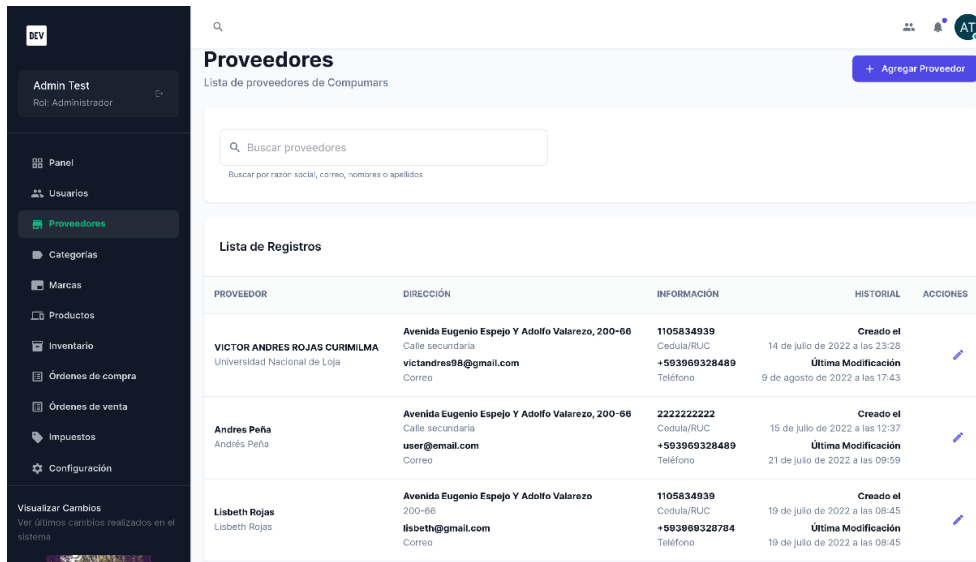 DEV
Admin Test
Rol: Administrador
Panel
Usuarios
Proveedores
Categorías
Marcas
Productos
Inventario
Órdenes de compra
Órdenes de venta
Impuestos
Configuración
Visualizar Cambios
Ver últimos cambios realizados en el
sistema
AT
Proveedores
Lista de proveedores de Compumars
+ Agregar Proveedor
Buscar proveedores
Buscar por razón social, correo, nombres o apellidos
Lista de Registros
PROVEEDOR DIRECCIÓN INFORMACIÓN HISTORIAL ACCIONES
VICTOR ANDRES ROJAS CURIMILMA
Universidad Nacional de Loja
Avenida Eugenio Espejo Y Adolfo Valarezo, 200-66
Calle secundaria
victandres98@gmail.com
Correo
1105834939
Cedula/RUC
+593969328489
Teléfono
Creado el
14 de julio de 2022 a las 23:28
Última Modificación
9 de agosto de 2022 a las 17:43
Andres Peña
Andrés Peña
Avenida Eugenio Espejo Y Adolfo Valarezo, 200-66
Calle secundaria
user@email.com
Correo
2222222222
Cedula/RUC
+593969328489
Teléfono
Creado el
15 de julio de 2022 a las 12:37
Última Modificación
21 de julio de 2022 a las 09:59
Lisbeth Rojas
Lisbeth Rojas
Avenida Eugenio Espejo Y Adolfo Valarezo
200-66
lisbeth@gmail.com
Correo
1105834939
Cedula/RUC
+593969328784
Teléfono
Creado el
19 de julio de 2022 a las 08:45
Última Modificación
19 de julio de 2022 a las 08:45